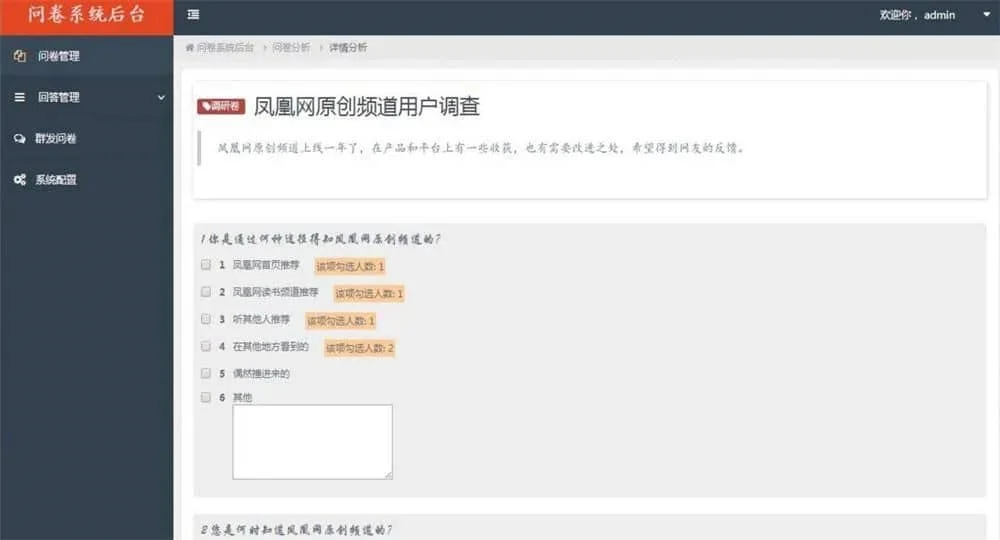 问卷系统后台
欢迎你，admin
问卷管理
回答管理
群发问卷
系统配置
问卷系统后台 > 问卷分析 > 详情分析
调研卷 凤凰网原创频道用户调查
凤凰网原创频道上线一年了，在产品和平台上有一些收获，也有需要改进之处，希望得到网友的反馈。
1你是通过何种途径得知凤凰网原创频道的?
1 凤凰网首页推荐 该项勾选人数: 1
2 凤凰网读书频道推荐 该项勾选人数: 1
3 听其他人推荐 该项勾选人数: 1
4 在其他地方看到的 该项勾选人数: 2
5 偶然撞进来的
6 其他
2您是何时知道凤凰网原创频道的?